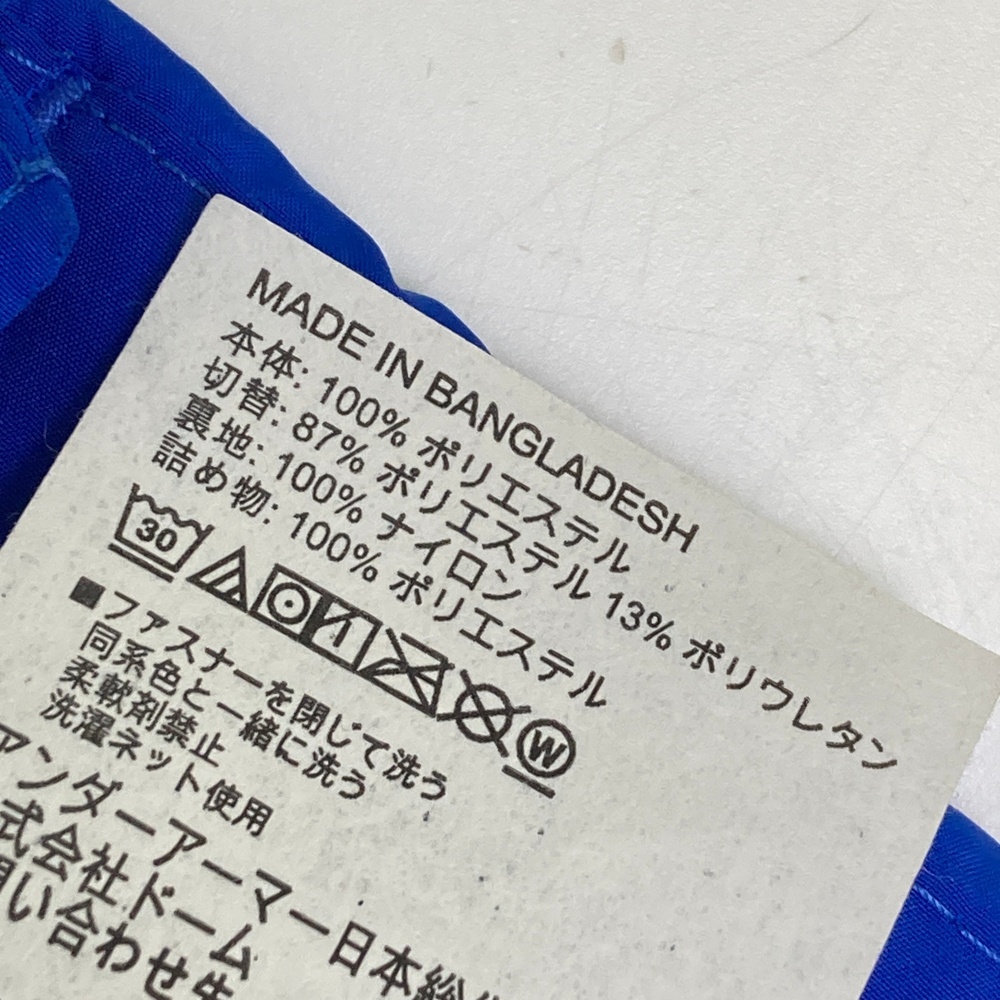 MADE IN BANGLADESH
本体: 100% ポリエステル
切替: 87% ポリエステル 13% ポリウレタン
裏地: 100% ナイロン
詰め物: 100% ポリエステル
30 W
■ファスナーを閉じて洗う
同系色と一緒に洗う
柔軟剤禁止
洗濯ネット使用
アンダーアーマー日本総
式会社ドーム
い合わせ